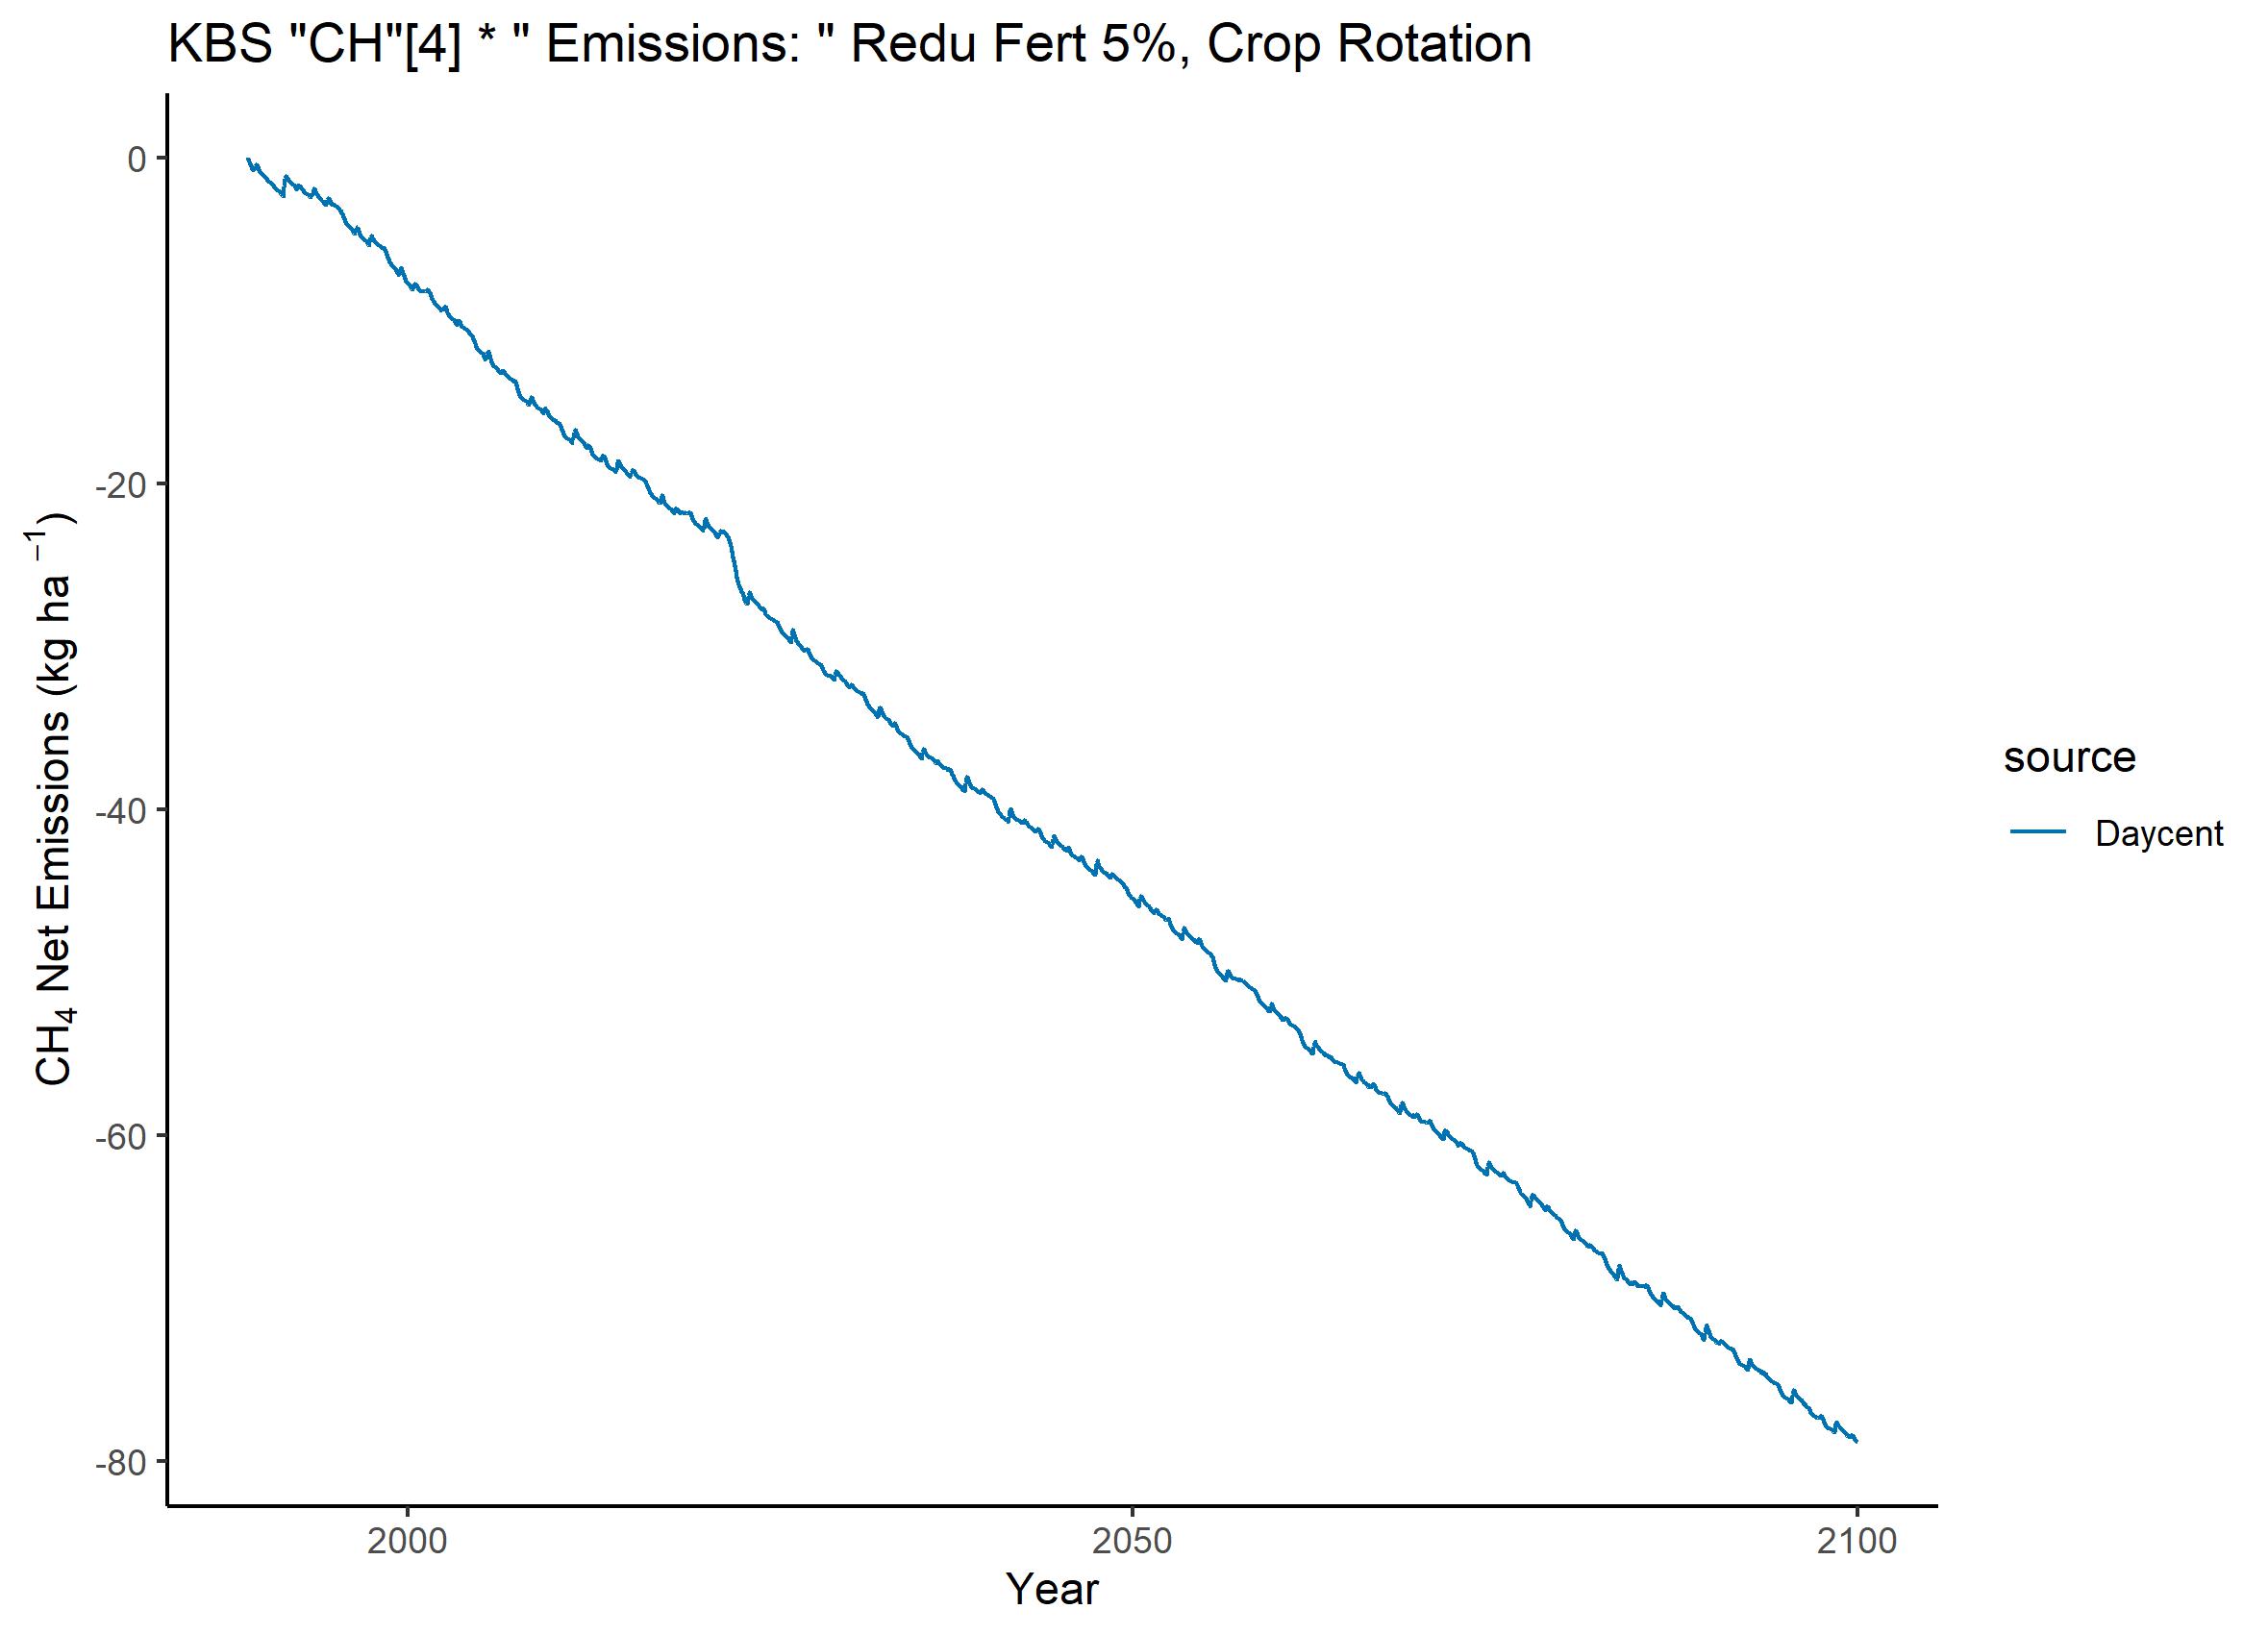 KBS "CH"[4] * " Emissions: " Redu Fert 5%, Crop Rotation
CH₄ Net Emissions (kg ha ⁻¹)
0
-20
-40
-60
-80
2000 2050 2100
Year
source
Daycent